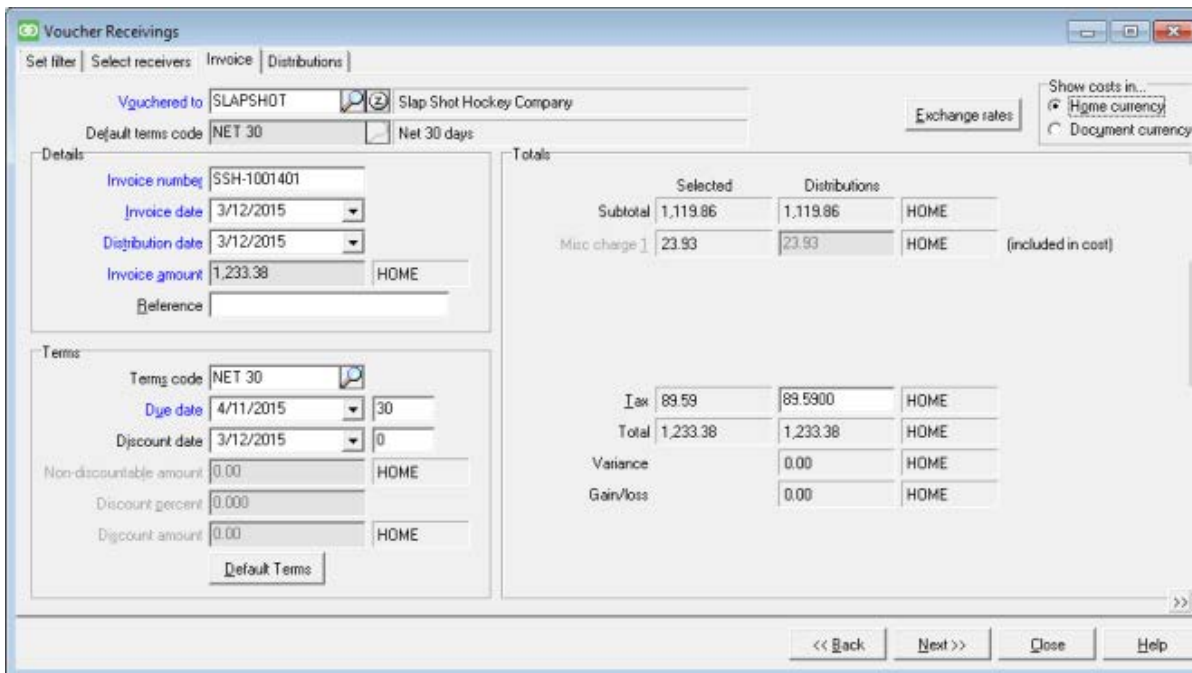 Voucher Receivings
Set filter Select receivers Invoice Distributions
Vouchered to SLAPSHOT Slap Shot Hockey Company
Default terms code NET 30 Net 30 days
Exchange rates
Show costs in...
Home currency
Document currency
Details
Invoice number SSH-1001401
Invoice date 3/12/2015
Distribution date 3/12/2015
Invoice amount 1,233.38 HOME
Reference
Terms
Terms code NET 30
Due date 4/11/2015 30
Discount date 3/12/2015 0
Non-discountable amount 0.00 HOME
Discount percent 0.000
Discount amount 0.00 HOME
Default Terms
Totals
Selected Distributions
Subtotal 1,119.86 1,119.86 HOME
Misc charge 1 23.93 23.93 HOME (included in cost)
Tax 89.59 89.5900 HOME
Total 1,233.38 1,233.38 HOME
Variance 0.00 HOME
Gain/loss 0.00 HOME
>>
<< Back Next >> Close Help